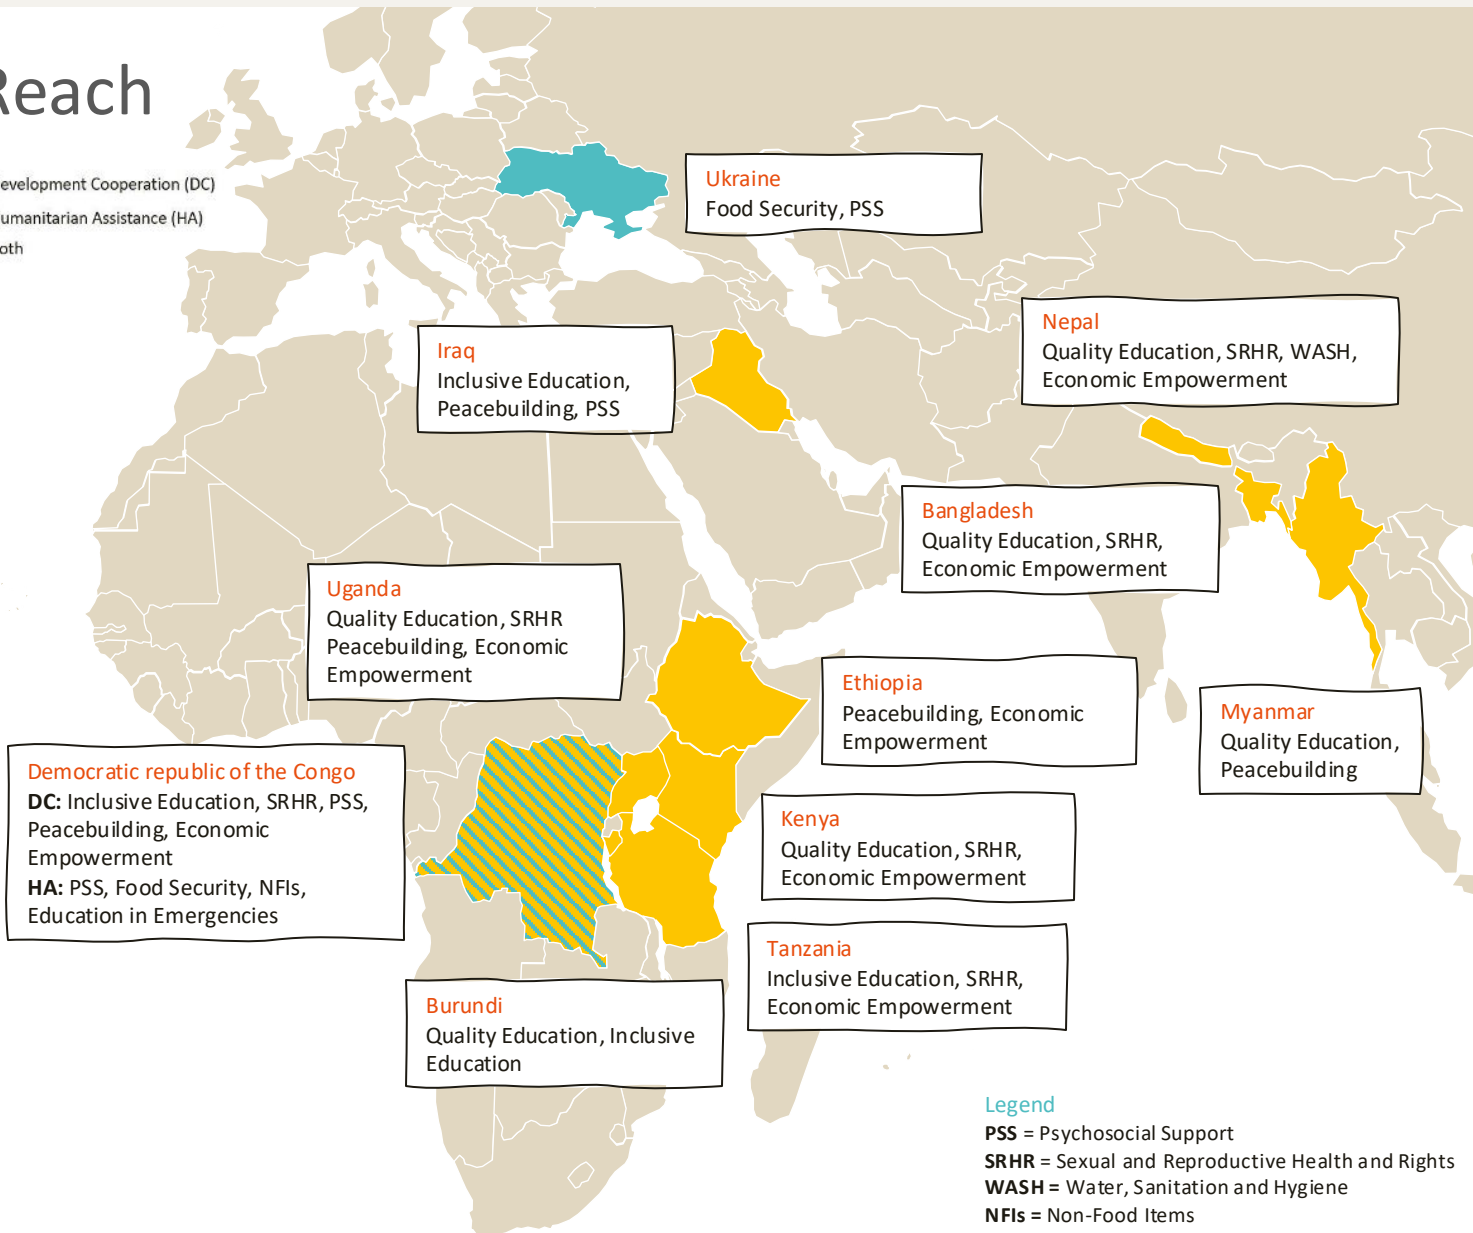 Reach
evelopment Cooperation (DC)
umanitarian Assistance (HA)
oth
Ukraine
Food Security, PSS
Nepal
Quality Education, SRHR, WASH,
Economic Empowerment
Iraq
Inclusive Education,
Peacebuilding, PSS
Bangladesh
Quality Education, SRHR,
Economic Empowerment
Uganda
Quality Education, SRHR
Peacebuilding, Economic
Empowerment
Ethiopia
Peacebuilding, Economic
Empowerment
Myanmar
Quality Education,
Peacebuilding
Democratic republic of the Congo
DC: Inclusive Education, SRHR, PSS,
Peacebuilding, Economic
Empowerment
HA: PSS, Food Security, NFIs,
Education in Emergencies
Kenya
Quality Education, SRHR,
Economic Empowerment
Tanzania
Inclusive Education, SRHR,
Economic Empowerment
Burundi
Quality Education, Inclusive
Education
Legend
PSS = Psychosocial Support
SRHR = Sexual and Reproductive Health and Rights
WASH = Water, Sanitation and Hygiene
NFIs = Non-Food Items